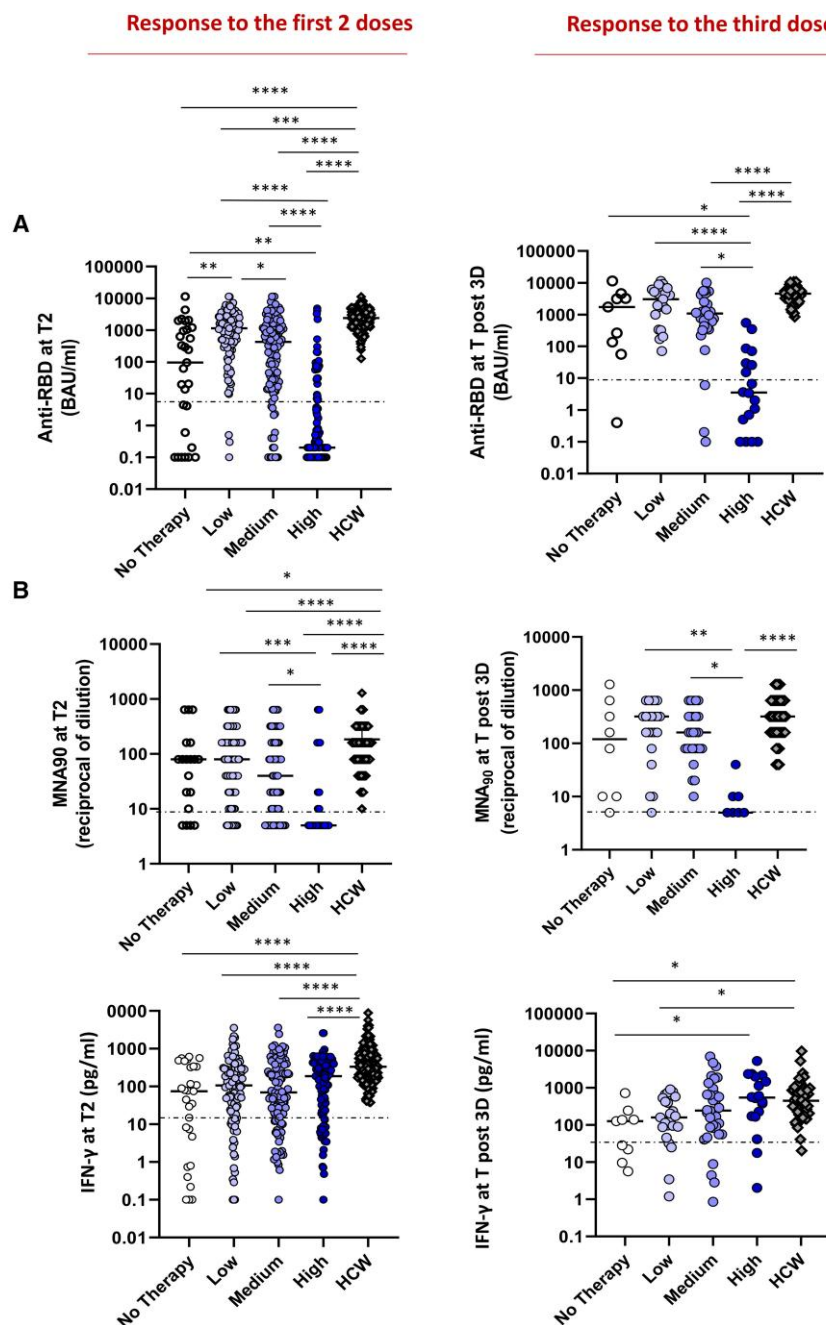 Response to the first 2 doses
Response to the third dose
A
****
***
****
****
****
****
**
**
*
Anti-RBD at T2
(BAU/ml)
100000
10000
1000
100
10
1
0.1
0.01
No Therapy
Low
Medium
High
HCW
****
****
*
****
*
Anti-RBD at T post 3D
(BAU/ml)
100000
10000
1000
100
10
1
0.1
0.01
No Therapy
Low
Medium
High
HCW
B
*
****
****
***
****
*
MNA90 at T2
(reciprocal of dilution)
10000
1000
100
10
1
No Therapy
Low
Medium
High
HCW
**
****
*
MNA90 at T post 3D
(reciprocal of dilution)
10000
1000
100
10
1
No Therapy
Low
Medium
High
HCW
****
****
****
****
IFN-γ at T2 (pg/ml)
0000
1000
100
10
1
0.1
0.01
No Therapy
Low
Medium
High
HCW
*
*
*
IFN-γ at T post 3D (pg/ml)
100000
10000
1000
100
10
1
0.1
No Therapy
Low
Medium
High
HCW